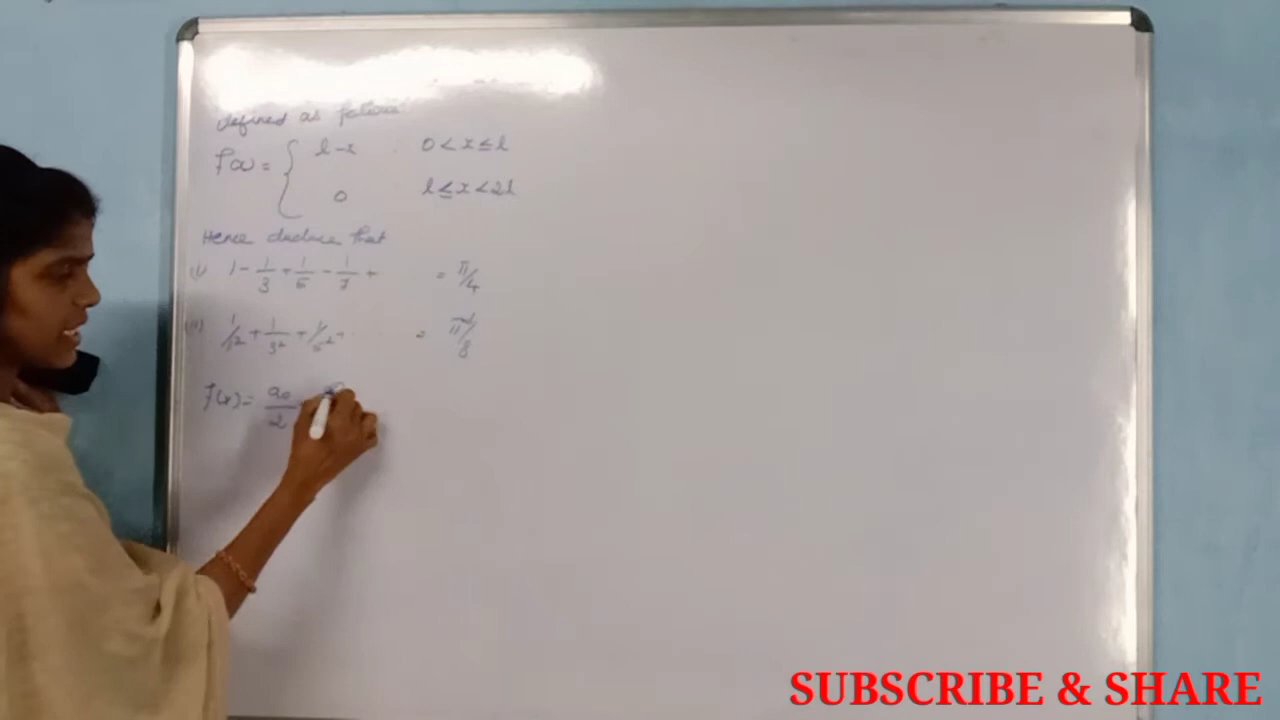 defined as follows
f(x) = { l-x 0 < x ≤ l
0 l ≤ x < 2l
Hence deduce that
(i) 1 - 1/3 + 1/5 - 1/7 + = π/4
(ii) 1/1² + 1/3² + 1/5² + = π²/8
f(x) = a₀/2
SUBSCRIBE & SHARE